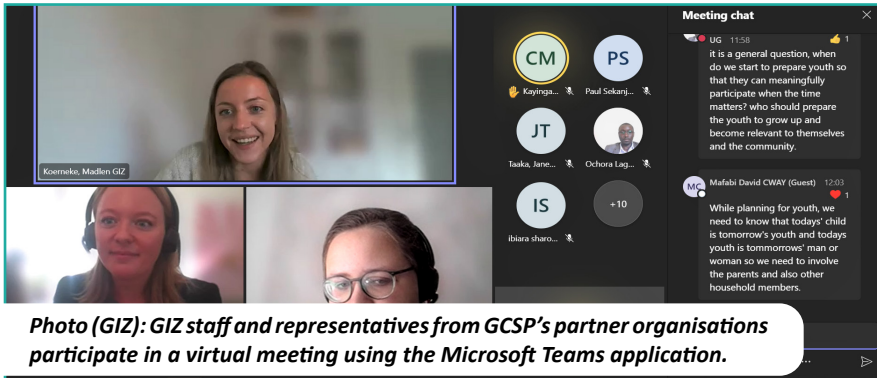 Koerneke, Madlen GIZ
CM
Kayinga...
PS
Paul Sekanj...
JT
Taaka, Jane...
Ochora Lag...
IS
ibiara sharo...
+10
Meeting chat
UG 11:58
1
it is a general question, when
do we start to prepare youth so
that they can meaningfully
participate when the time
matters? who should prepare
the youth to grow up and
become relevant to themselves
and the community.
MC
Mafabi David CWAY (Guest) 12:03
1
While planning for youth, we
need to know that todays' child
is tomrrow's youth and todays
youth is tommorrows' man or
woman so we need to involve
the parents and also other
household members.
Photo (GIZ): GIZ staff and representatives from GCSP's partner organisations
participate in a virtual meeting using the Microsoft Teams application.